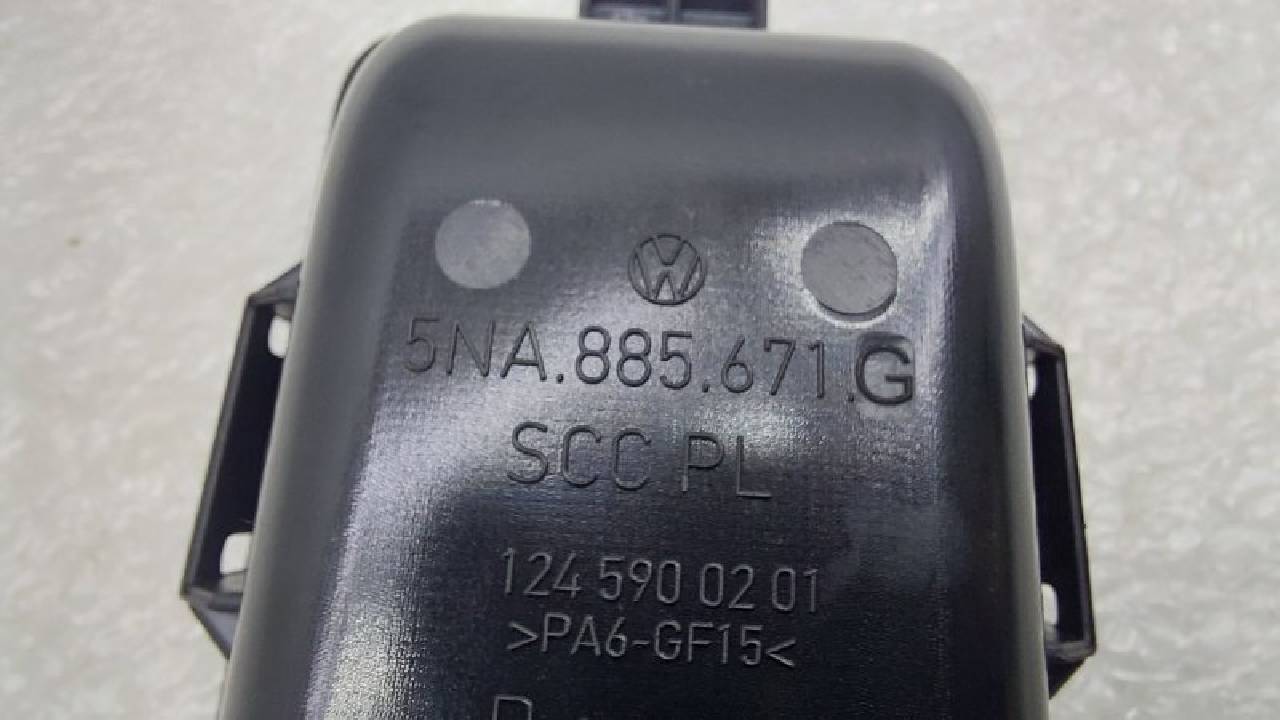 5NA.885.671.G
SCC PL
124 590 02 01
>PA6-GF15<